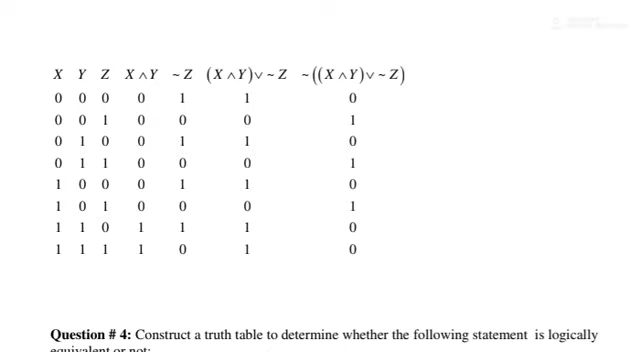 X Y Z X ∧ Y ~ Z (X ∧ Y) ∨ ~ Z ~ ((X ∧ Y) ∨ ~ Z)
0 0 0 0 1 1 0
0 0 1 0 0 0 1
0 1 0 0 1 1 0
0 1 1 0 0 0 1
1 0 0 0 1 1 0
1 0 1 0 0 0 1
1 1 0 1 1 1 0
1 1 1 1 0 1 0
Question # 4: Construct a truth table to determine whether the following statement is logically
equivalent or not: